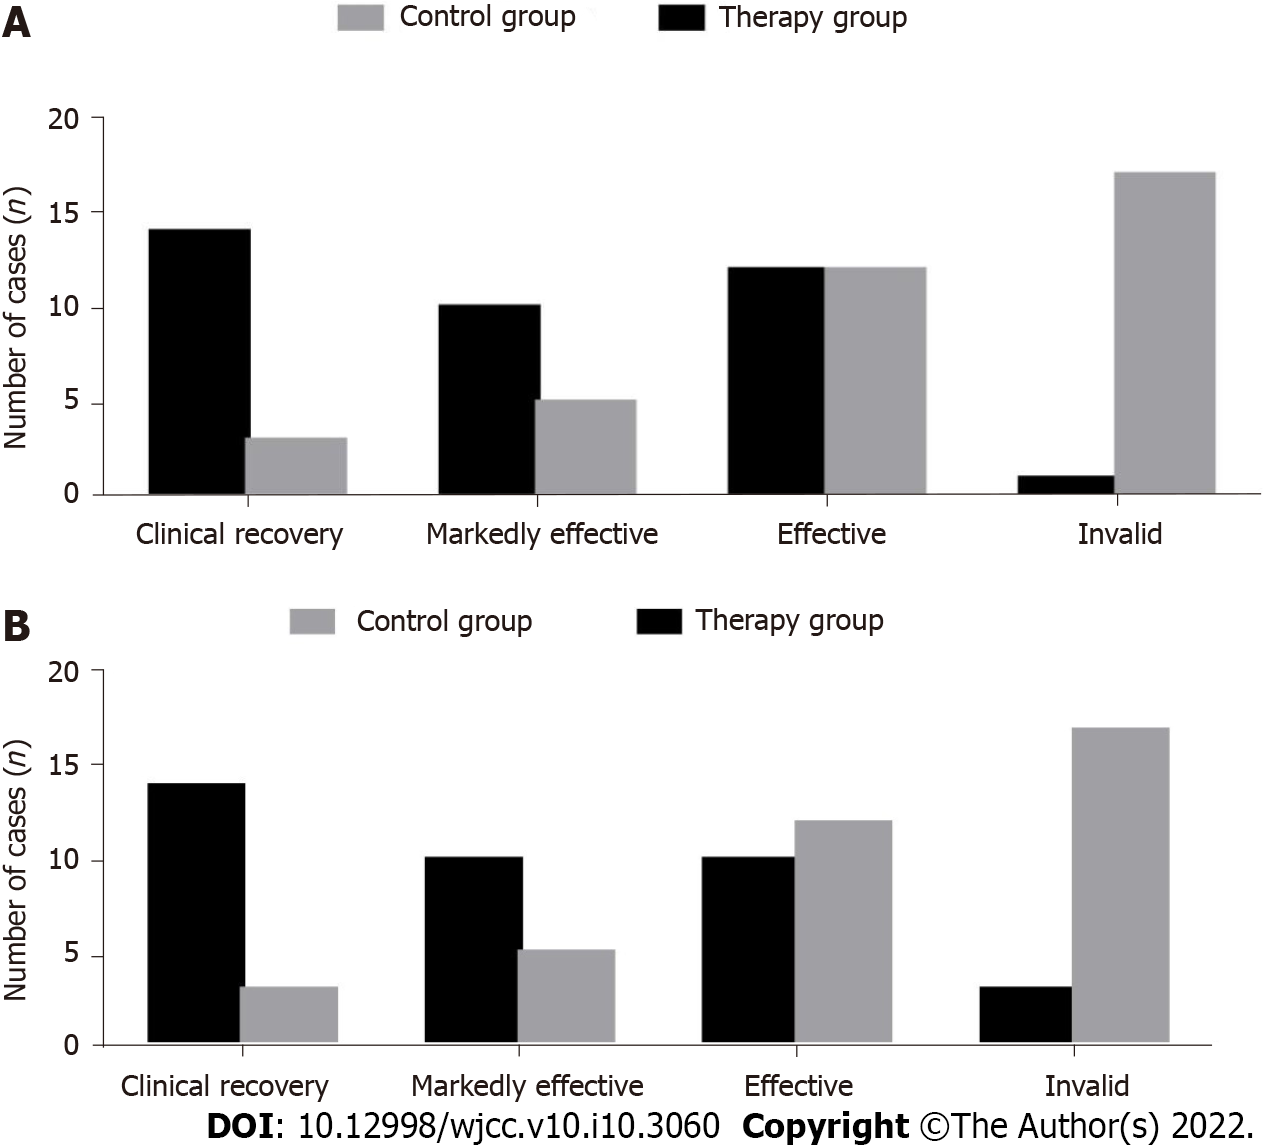 A
Control group Therapy group
20
15
10
5
0
Number of cases (n)
Clinical recovery Markedly effective Effective Invalid
B
Control group Therapy group
20
15
10
5
0
Number of cases (n)
Clinical recovery Markedly effective Effective Invalid
DOI: 10.12998/wjcc.v10.i10.3060 Copyright ©The Author(s) 2022.